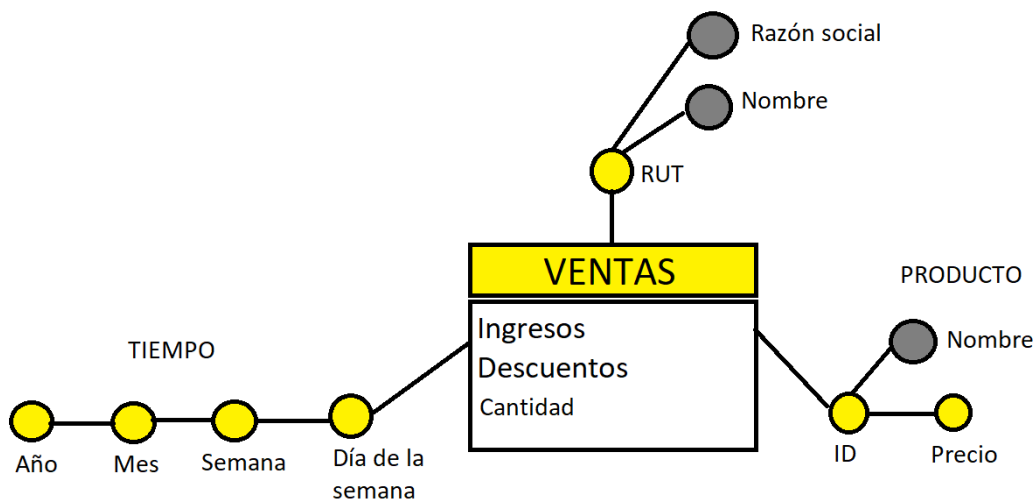 Razón social
Nombre
RUT
VENTAS
PRODUCTO
Ingresos
Descuentos
Cantidad
TIEMPO
Nombre
Año
Mes
Semana
Día de la
semana
ID
Precio